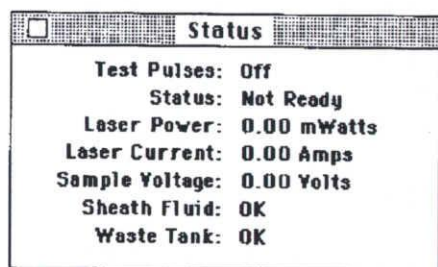 Status
Test Pulses: Off
Status: Not Ready
Laser Power: 0.00 mWatts
Laser Current: 0.00 Amps
Sample Voltage: 0.00 Volts
Sheath Fluid: OK
Waste Tank: OK